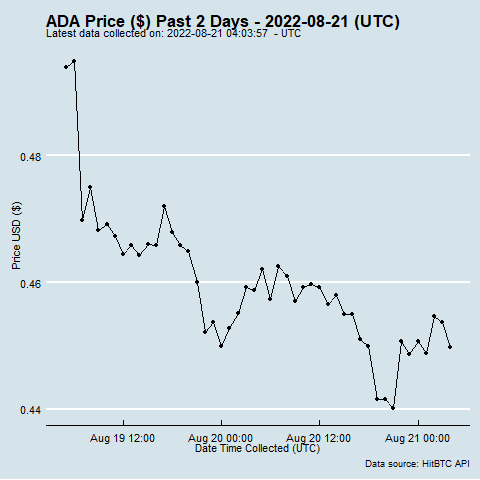 ADA Price ($) Past 2 Days - 2022-08-21 (UTC)
Latest data collected on: 2022-08-21 04:03:57 - UTC
0.48
0.46
0.44
Price USD ($)
Aug 19 12:00
Aug 20 00:00
Aug 20 12:00
Aug 21 00:00
Date Time Collected (UTC)
Data source: HitBTC API